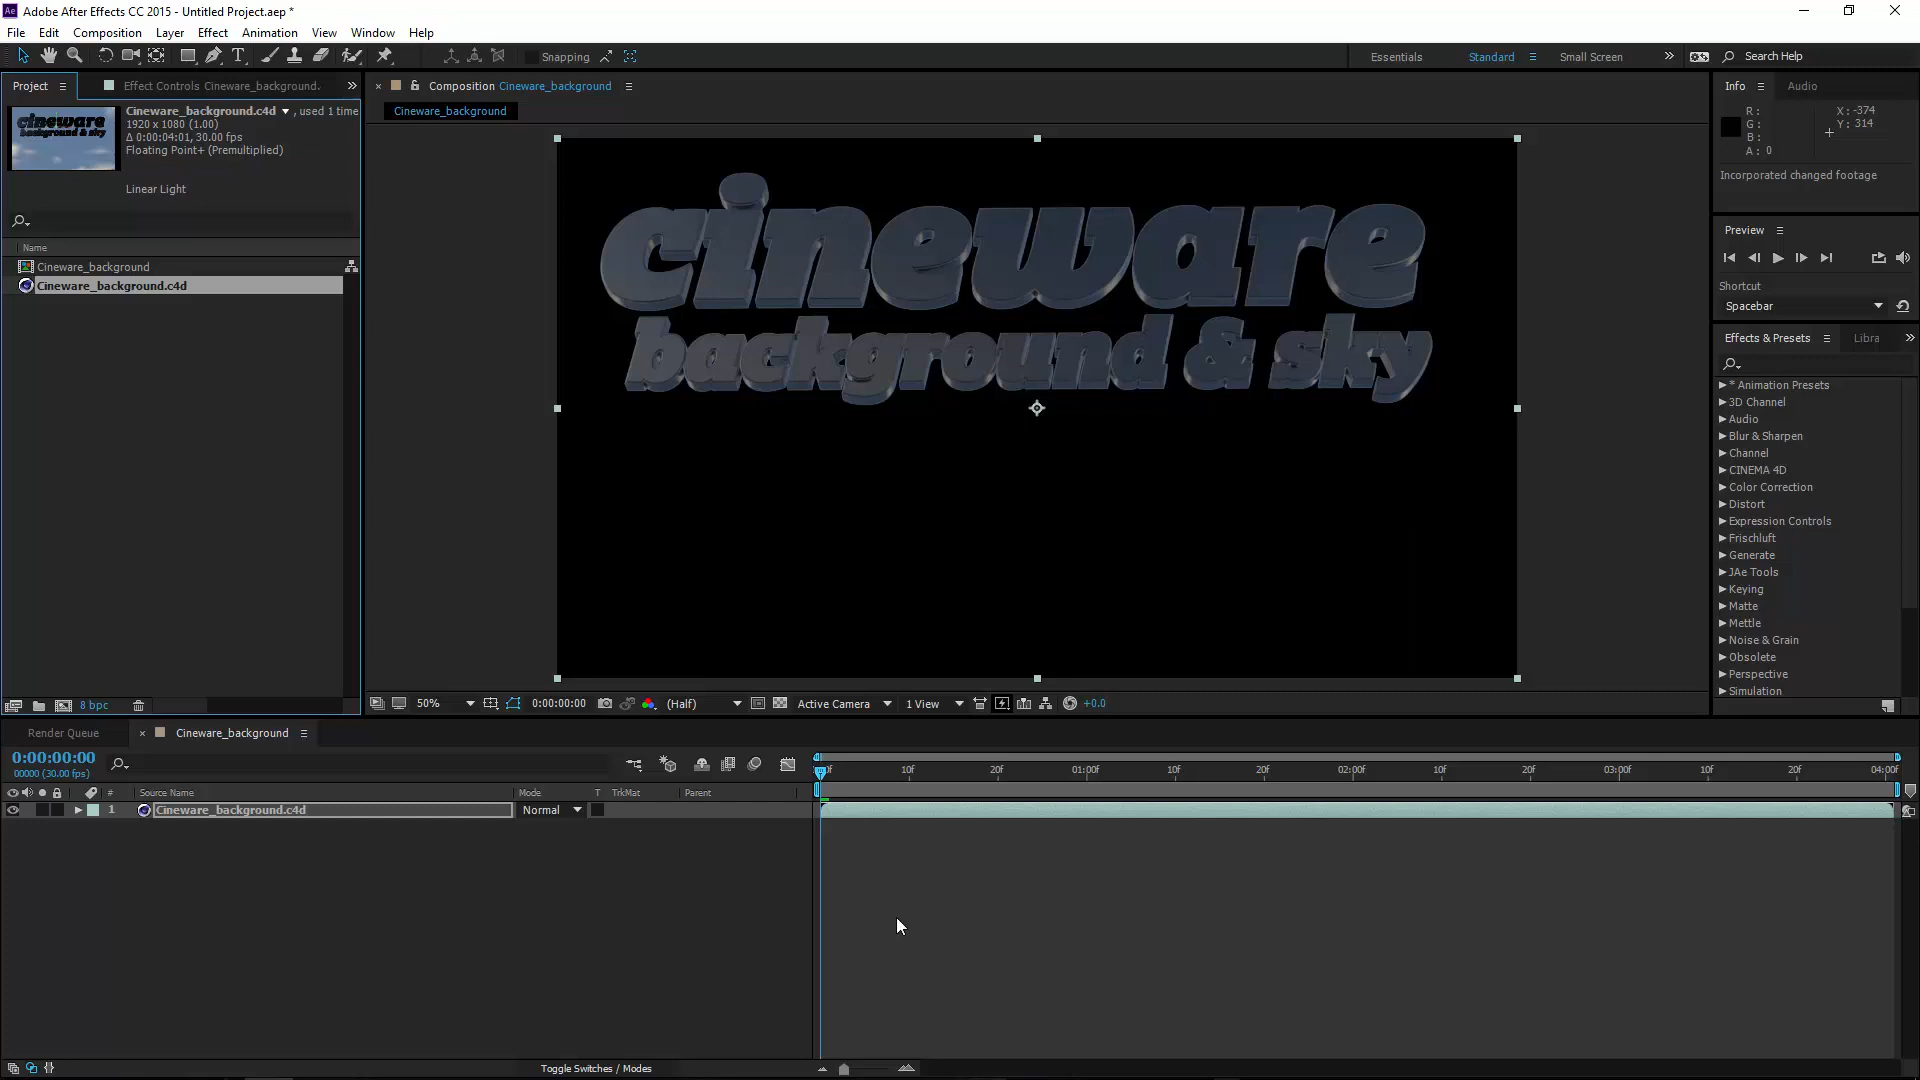 Adobe After Effects CC 2015 - Untitled Project.aep *
File Edit Composition Layer Effect Animation View Window Help
Snapping
Essentials Standard Small Screen Search Help
Project Effect Controls Cineware_background.
Cineware_background.c4d , used 1 time
1920 x 1080 (1.00)
Δ 0:00:04:01, 30.00 fps
Floating Point+ (Premultiplied)
Linear Light
Name
Cineware_background
Cineware_background.c4d
8 bpc
Composition Cineware_background
Cineware_background
cineware
background & sky
50% 0:00:00:00 (Half) Active Camera 1 View +0.0
Info Audio
R: X: -374
G: Y: 314
B:
A: 0
Incorporated changed footage
Preview
Shortcut
Spacebar
Effects & Presets Libra
* Animation Presets
3D Channel
Audio
Blur & Sharpen
Channel
CINEMA 4D
Color Correction
Distort
Expression Controls
Frischluft
Generate
JAe Tools
Keying
Matte
Mettle
Noise & Grain
Obsolete
Perspective
Simulation
Render Queue Cineware_background
0:00:00:00
00000 (30.00 fps)
# Source Name Mode T TrkMat Parent
1 Cineware_background.c4d Normal
10f 20f 01:00f 10f 20f 02:00f 10f 20f 03:00f 10f 20f 04:00f
Toggle Switches / Modes